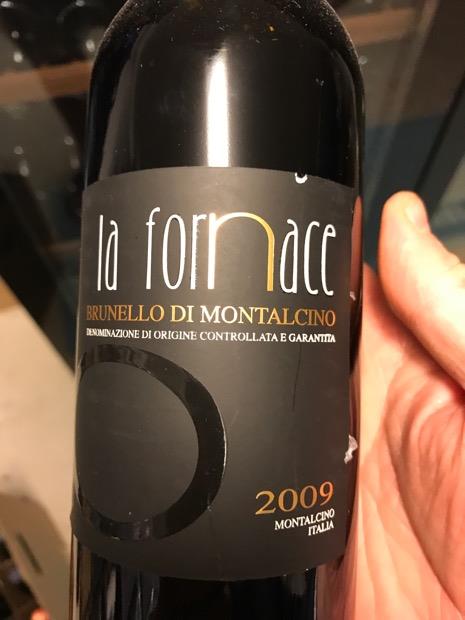 la fornace
BRUNELLO DI MONTALCINO
DENOMINAZIONE DI ORIGINE CONTROLLATA E GARANTITA
2009
MONTALCINO
ITALIA